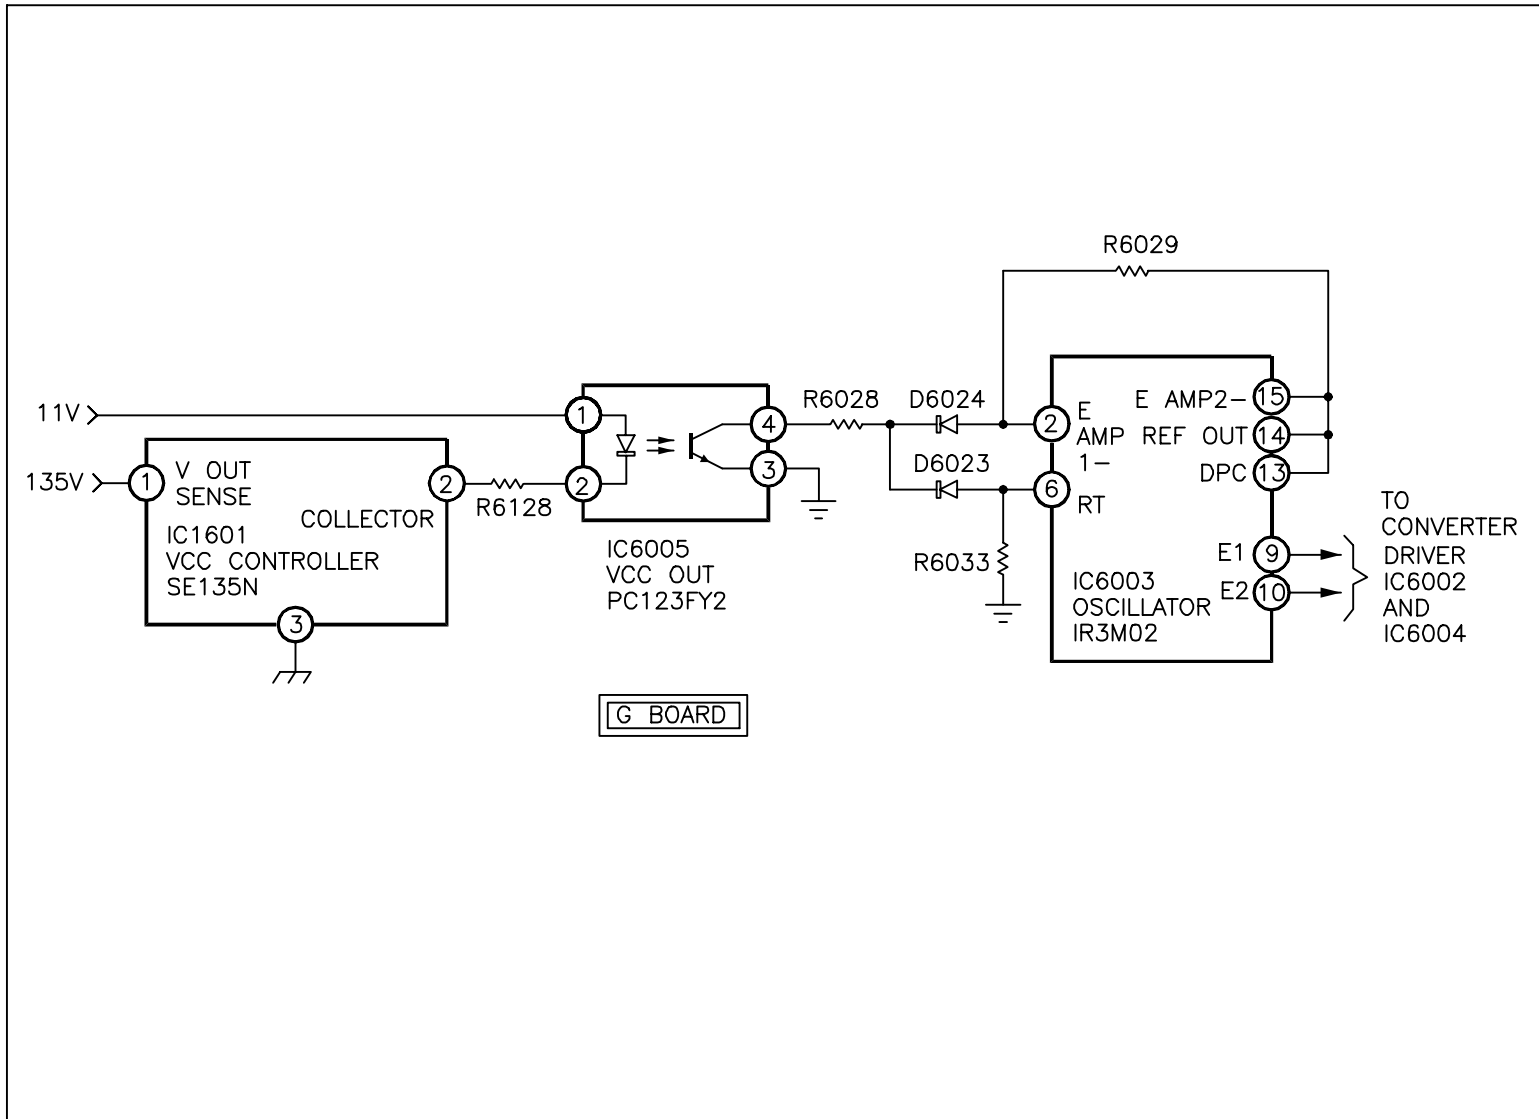 R6029
11V
135V
1
V OUT
SENSE
2
COLLECTOR
IC1601
VCC CONTROLLER
SE135N
3
R6128
1
2
4
3
IC6005
VCC OUT
PC123FY2
R6028
D6024
D6023
R6033
2
E
AMP
1-
6
RT
E AMP2-
15
REF OUT
14
DPC
13
E1
9
E2
10
IC6003
OSCILLATOR
IR3M02
TO
CONVERTER
DRIVER
IC6002
AND
IC6004
G BOARD